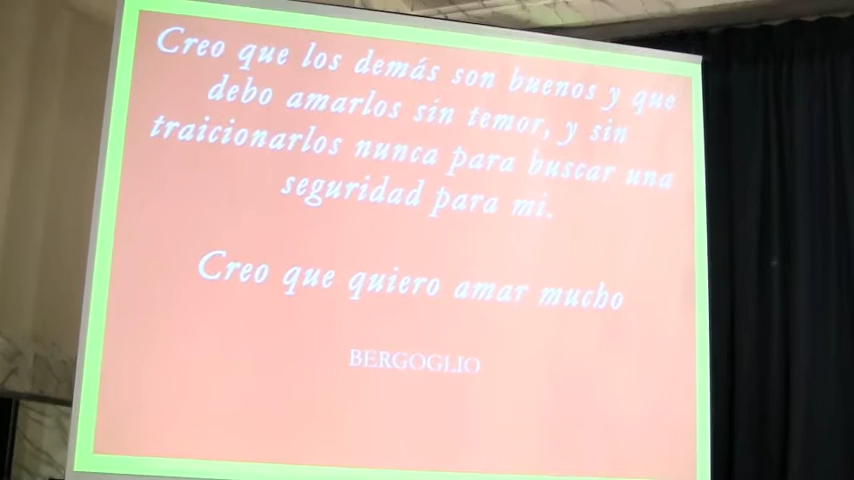 Creo que los demás son buenos y que
debo amarlos sin temor, y sin
traicionarlos nunca para buscar una
seguridad para mi.
Creo que quiero amar mucho
BERGOGLIO